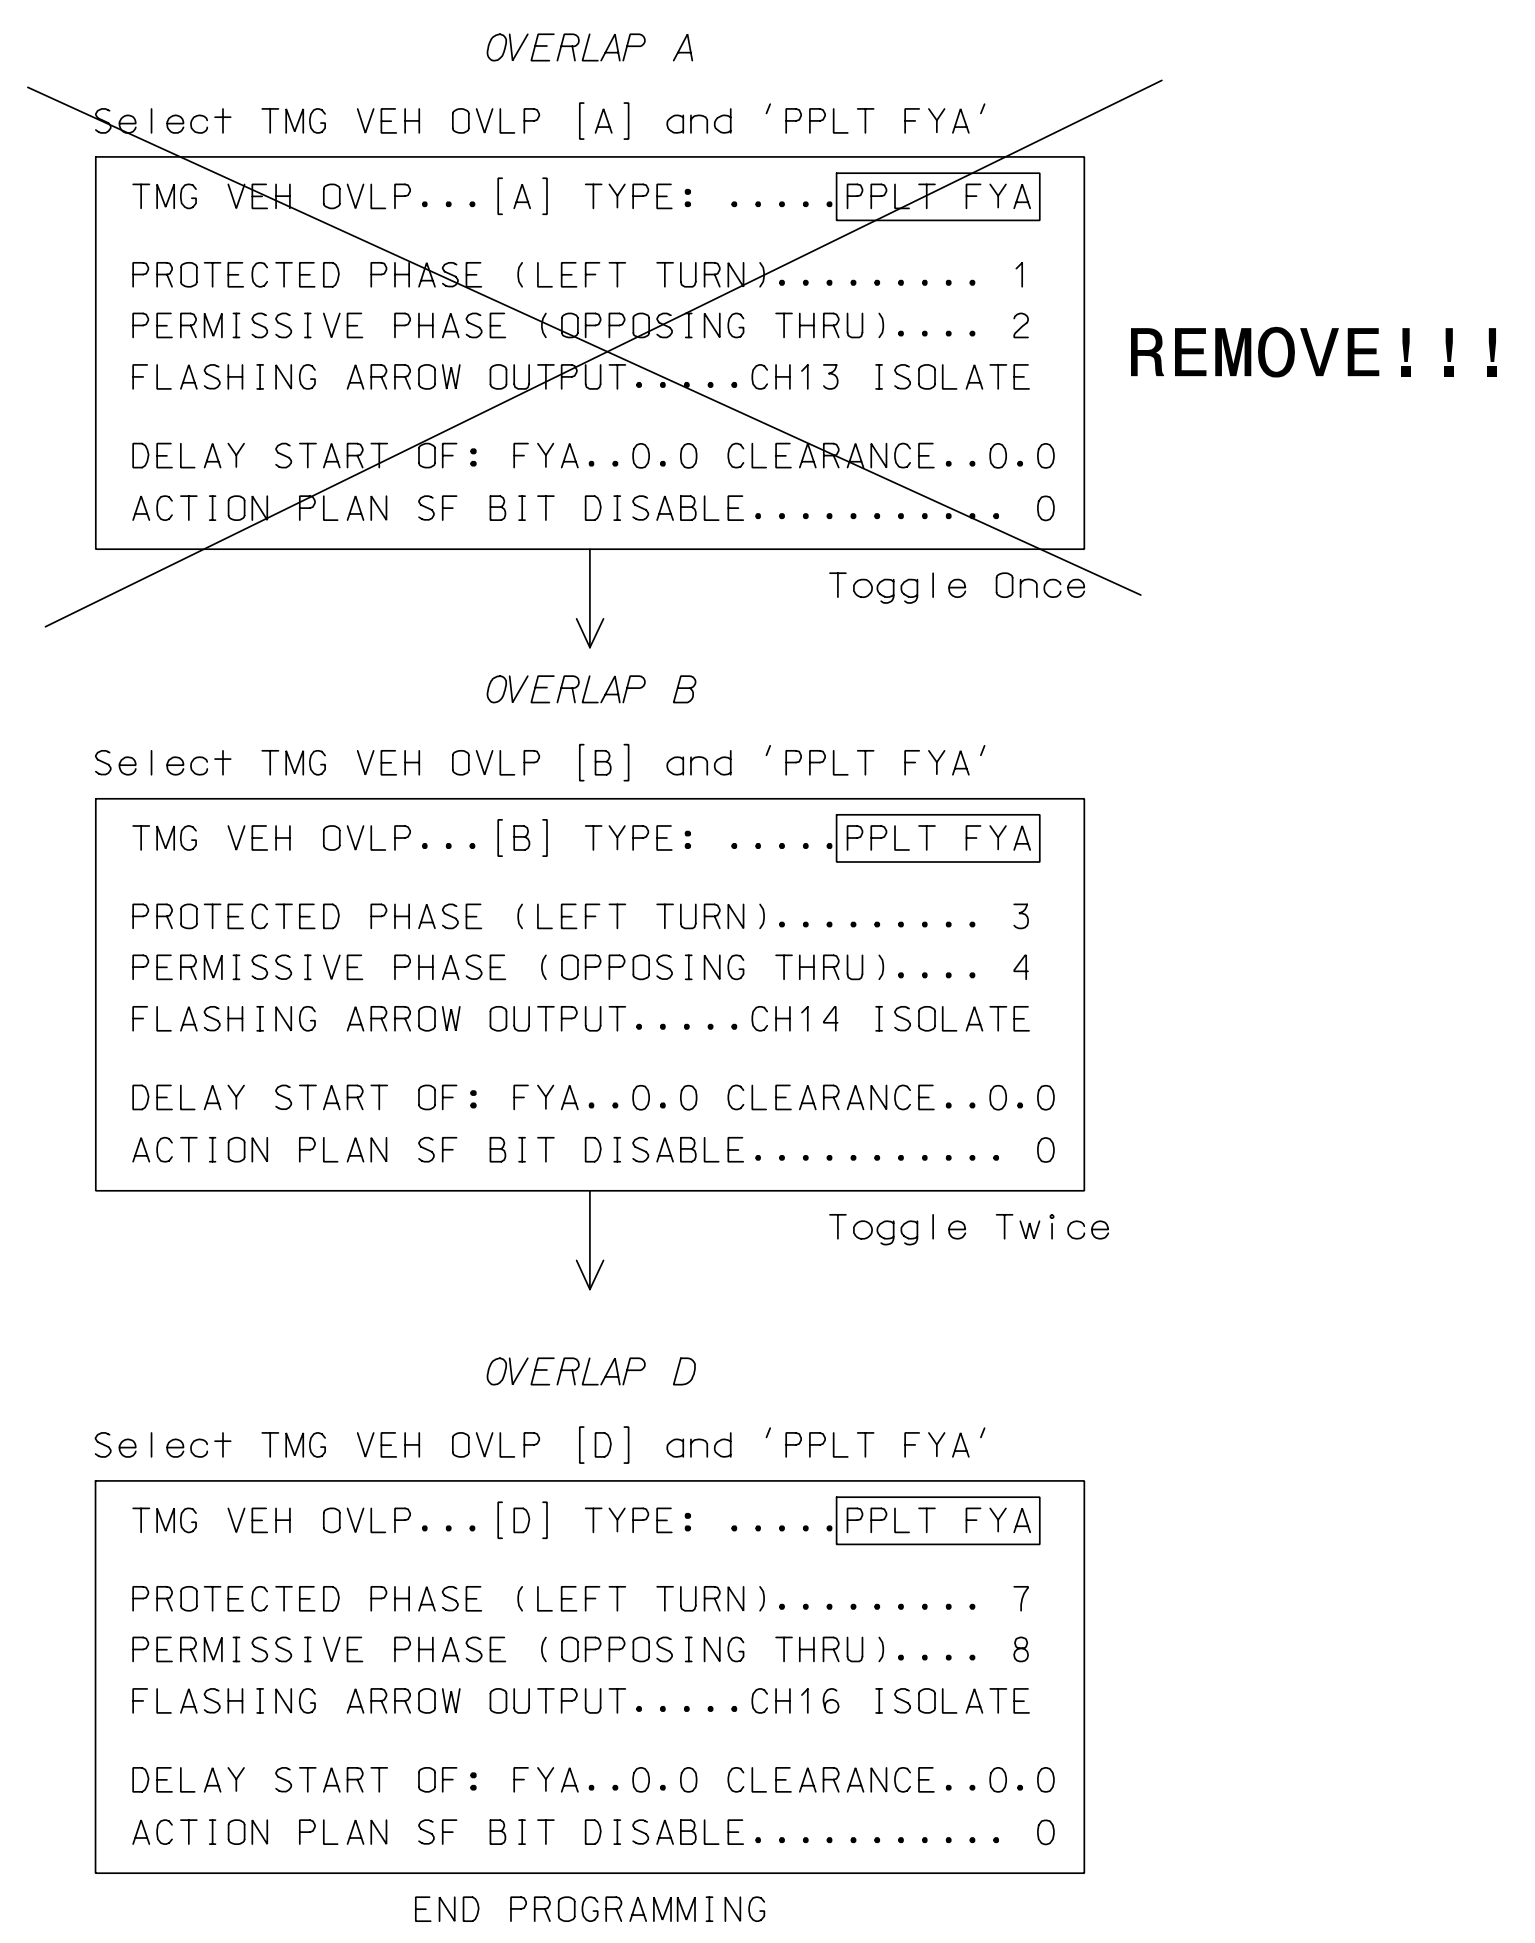 OVERLAP A
Select TMG VEH OVLP [A] and 'PPLT FYA'
TMG VEH OVLP...[A] TYPE: .....PPLT FYA
PROTECTED PHASE (LEFT TURN)......... 1
PERMISSIVE PHASE (OPPOSING THRU).... 2
REMOVE!!!
FLASHING ARROW OUTPUT.....CH13 ISOLATE
DELAY START OF: FYA..0.0 CLEARANCE..0.0
ACTION PLAN SF BIT DISABLE........... 0
Toggle Once
OVERLAP B
Select TMG VEH OVLP [B] and 'PPLT FYA'
TMG VEH OVLP...[B] TYPE: .....PPLT FYA
PROTECTED PHASE (LEFT TURN)......... 3
PERMISSIVE PHASE (OPPOSING THRU).... 4
FLASHING ARROW OUTPUT.....CH14 ISOLATE
DELAY START OF: FYA..0.0 CLEARANCE..0.0
ACTION PLAN SF BIT DISABLE........... 0
Toggle Twice
OVERLAP D
Select TMG VEH OVLP [D] and 'PPLT FYA'
TMG VEH OVLP...[D] TYPE: .....PPLT FYA
PROTECTED PHASE (LEFT TURN)......... 7
PERMISSIVE PHASE (OPPOSING THRU).... 8
FLASHING ARROW OUTPUT.....CH16 ISOLATE
DELAY START OF: FYA..0.0 CLEARANCE..0.0
ACTION PLAN SF BIT DISABLE........... 0
END PROGRAMMING